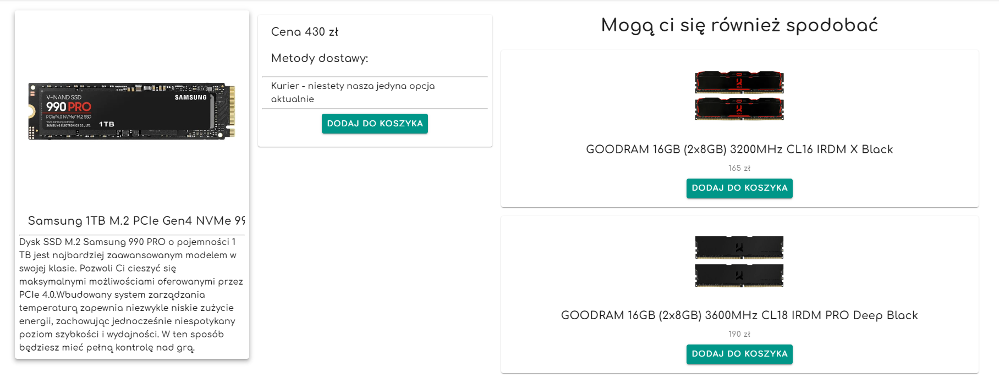 V-NAND SSD
990 PRO
PCIe® 4.0 NVMe™ M.2 SSD
www.samsung.com/ssd
SAMSUNG ELECTRONICS CO., LTD.
1TB
SAMSUNG
Samsung 1TB M.2 PCIe Gen4 NVMe 99
Dysk SSD M.2 Samsung 990 PRO o pojemności 1
TB jest najbardziej zaawansowanym modelem w
swojej klasie. Pozwoli Ci cieszyć się
maksymalnymi możliwościami oferowanymi przez
PCIe 4.0.Wbudowany system zarządzania
temperaturą zapewnia niezwykle niskie zużycie
energii, zachowując jednocześnie niespotykany
poziom szybkości i wydajności. W ten sposób
będziesz mieć pełną kontrolę nad grą.
Cena 430 zł
Metody dostawy:
Kurier - niestety nasza jedyna opcja
aktualnie
DODAJ DO KOSZYKA
Mogą ci się również spodobać
GOODRAM 16GB (2x8GB) 3200MHz CL16 IRDM X Black
165 zł
DODAJ DO KOSZYKA
GOODRAM 16GB (2x8GB) 3600MHz CL18 IRDM PRO Deep Black
190 zł
DODAJ DO KOSZYKA